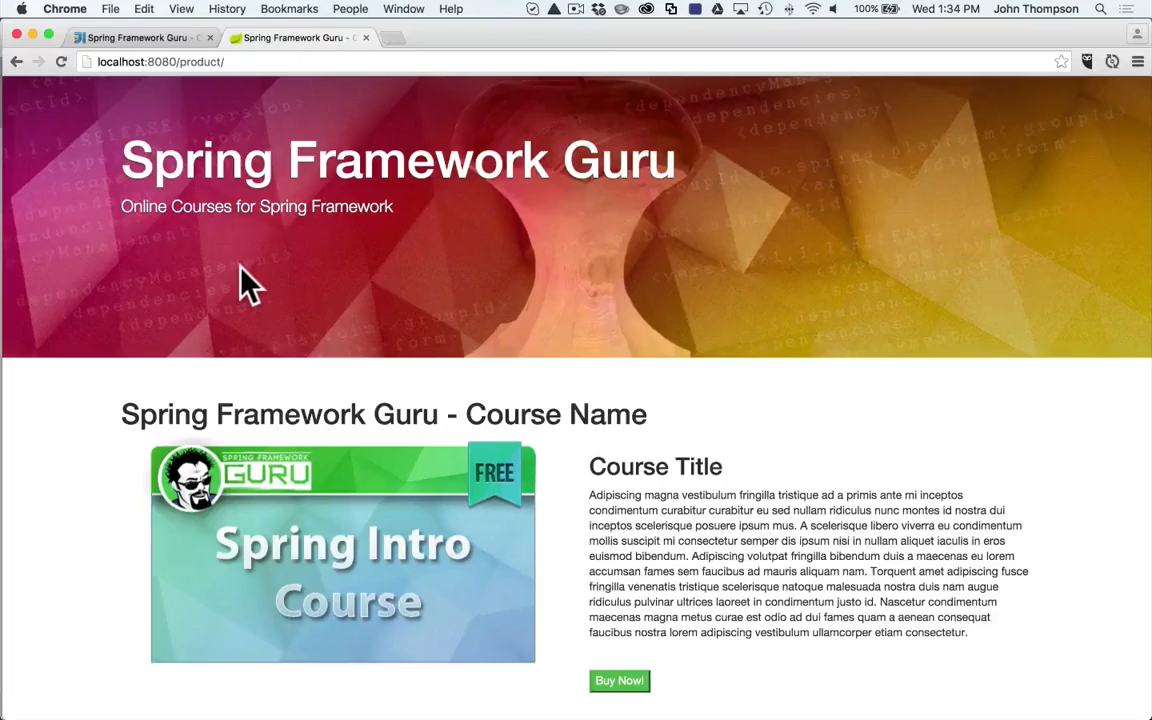 Chrome File Edit View History Bookmarks People Window Help 100% Wed 1:34 PM John Thompson
Spring Framework Guru - C Spring Framework Guru - C
localhost:8080/product/
Spring Framework Guru
Online Courses for Spring Framework
Spring Framework Guru - Course Name
SPRING FRAMEWORK
GURU
FREE
Spring Intro
Course
Course Title
Adipiscing magna vestibulum fringilla tristique ad a primis ante mi inceptos
condimentum curabitur curabitur eu sed nullam ridiculus nunc montes id nostra dui
inceptos scelerisque posuere ipsum mus. A scelerisque libero viverra eu condimentum
mollis suscipit mi consectetur semper dis ipsum nisi in nullam aliquet iaculis in eros
euismod bibendum. Adipiscing volutpat fringilla bibendum duis a maecenas eu lorem
accumsan fames sem faucibus ad mauris aliquam nam. Torquent amet adipiscing fusce
fringilla venenatis tristique scelerisque natoque malesuada nostra duis nam augue
ridiculus pulvinar ultrices laoreet in condimentum justo id. Nascetur condimentum
maecenas magna metus curae est odio ad dui fames quam a aenean consequat
faucibus nostra lorem adipiscing vestibulum ullamcorper etiam consectetur.
Buy Now!